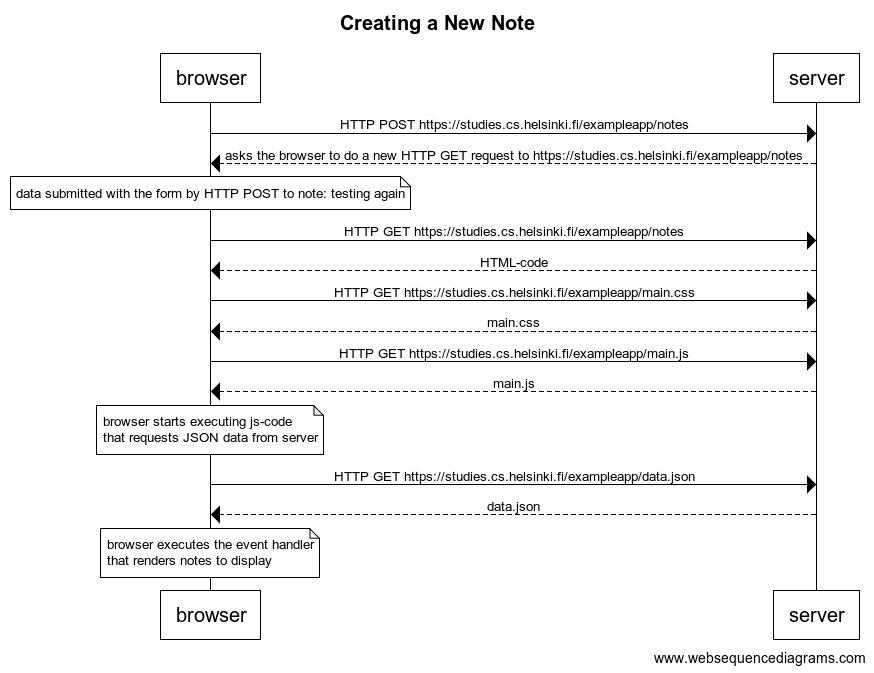 Creating a New Note
browser
server
HTTP POST https://studies.cs.helsinki.fi/exampleapp/notes
asks the browser to do a new HTTP GET request to https://studies.cs.helsinki.fi/exampleapp/notes
data submitted with the form by HTTP POST to note: testing again
HTTP GET https://studies.cs.helsinki.fi/exampleapp/notes
HTML-code
HTTP GET https://studies.cs.helsinki.fi/exampleapp/main.css
main.css
HTTP GET https://studies.cs.helsinki.fi/exampleapp/main.js
main.js
browser starts executing js-code
that requests JSON data from server
HTTP GET https://studies.cs.helsinki.fi/exampleapp/data.json
data.json
browser executes the event handler
that renders notes to display
browser
server
www.websequencediagrams.com